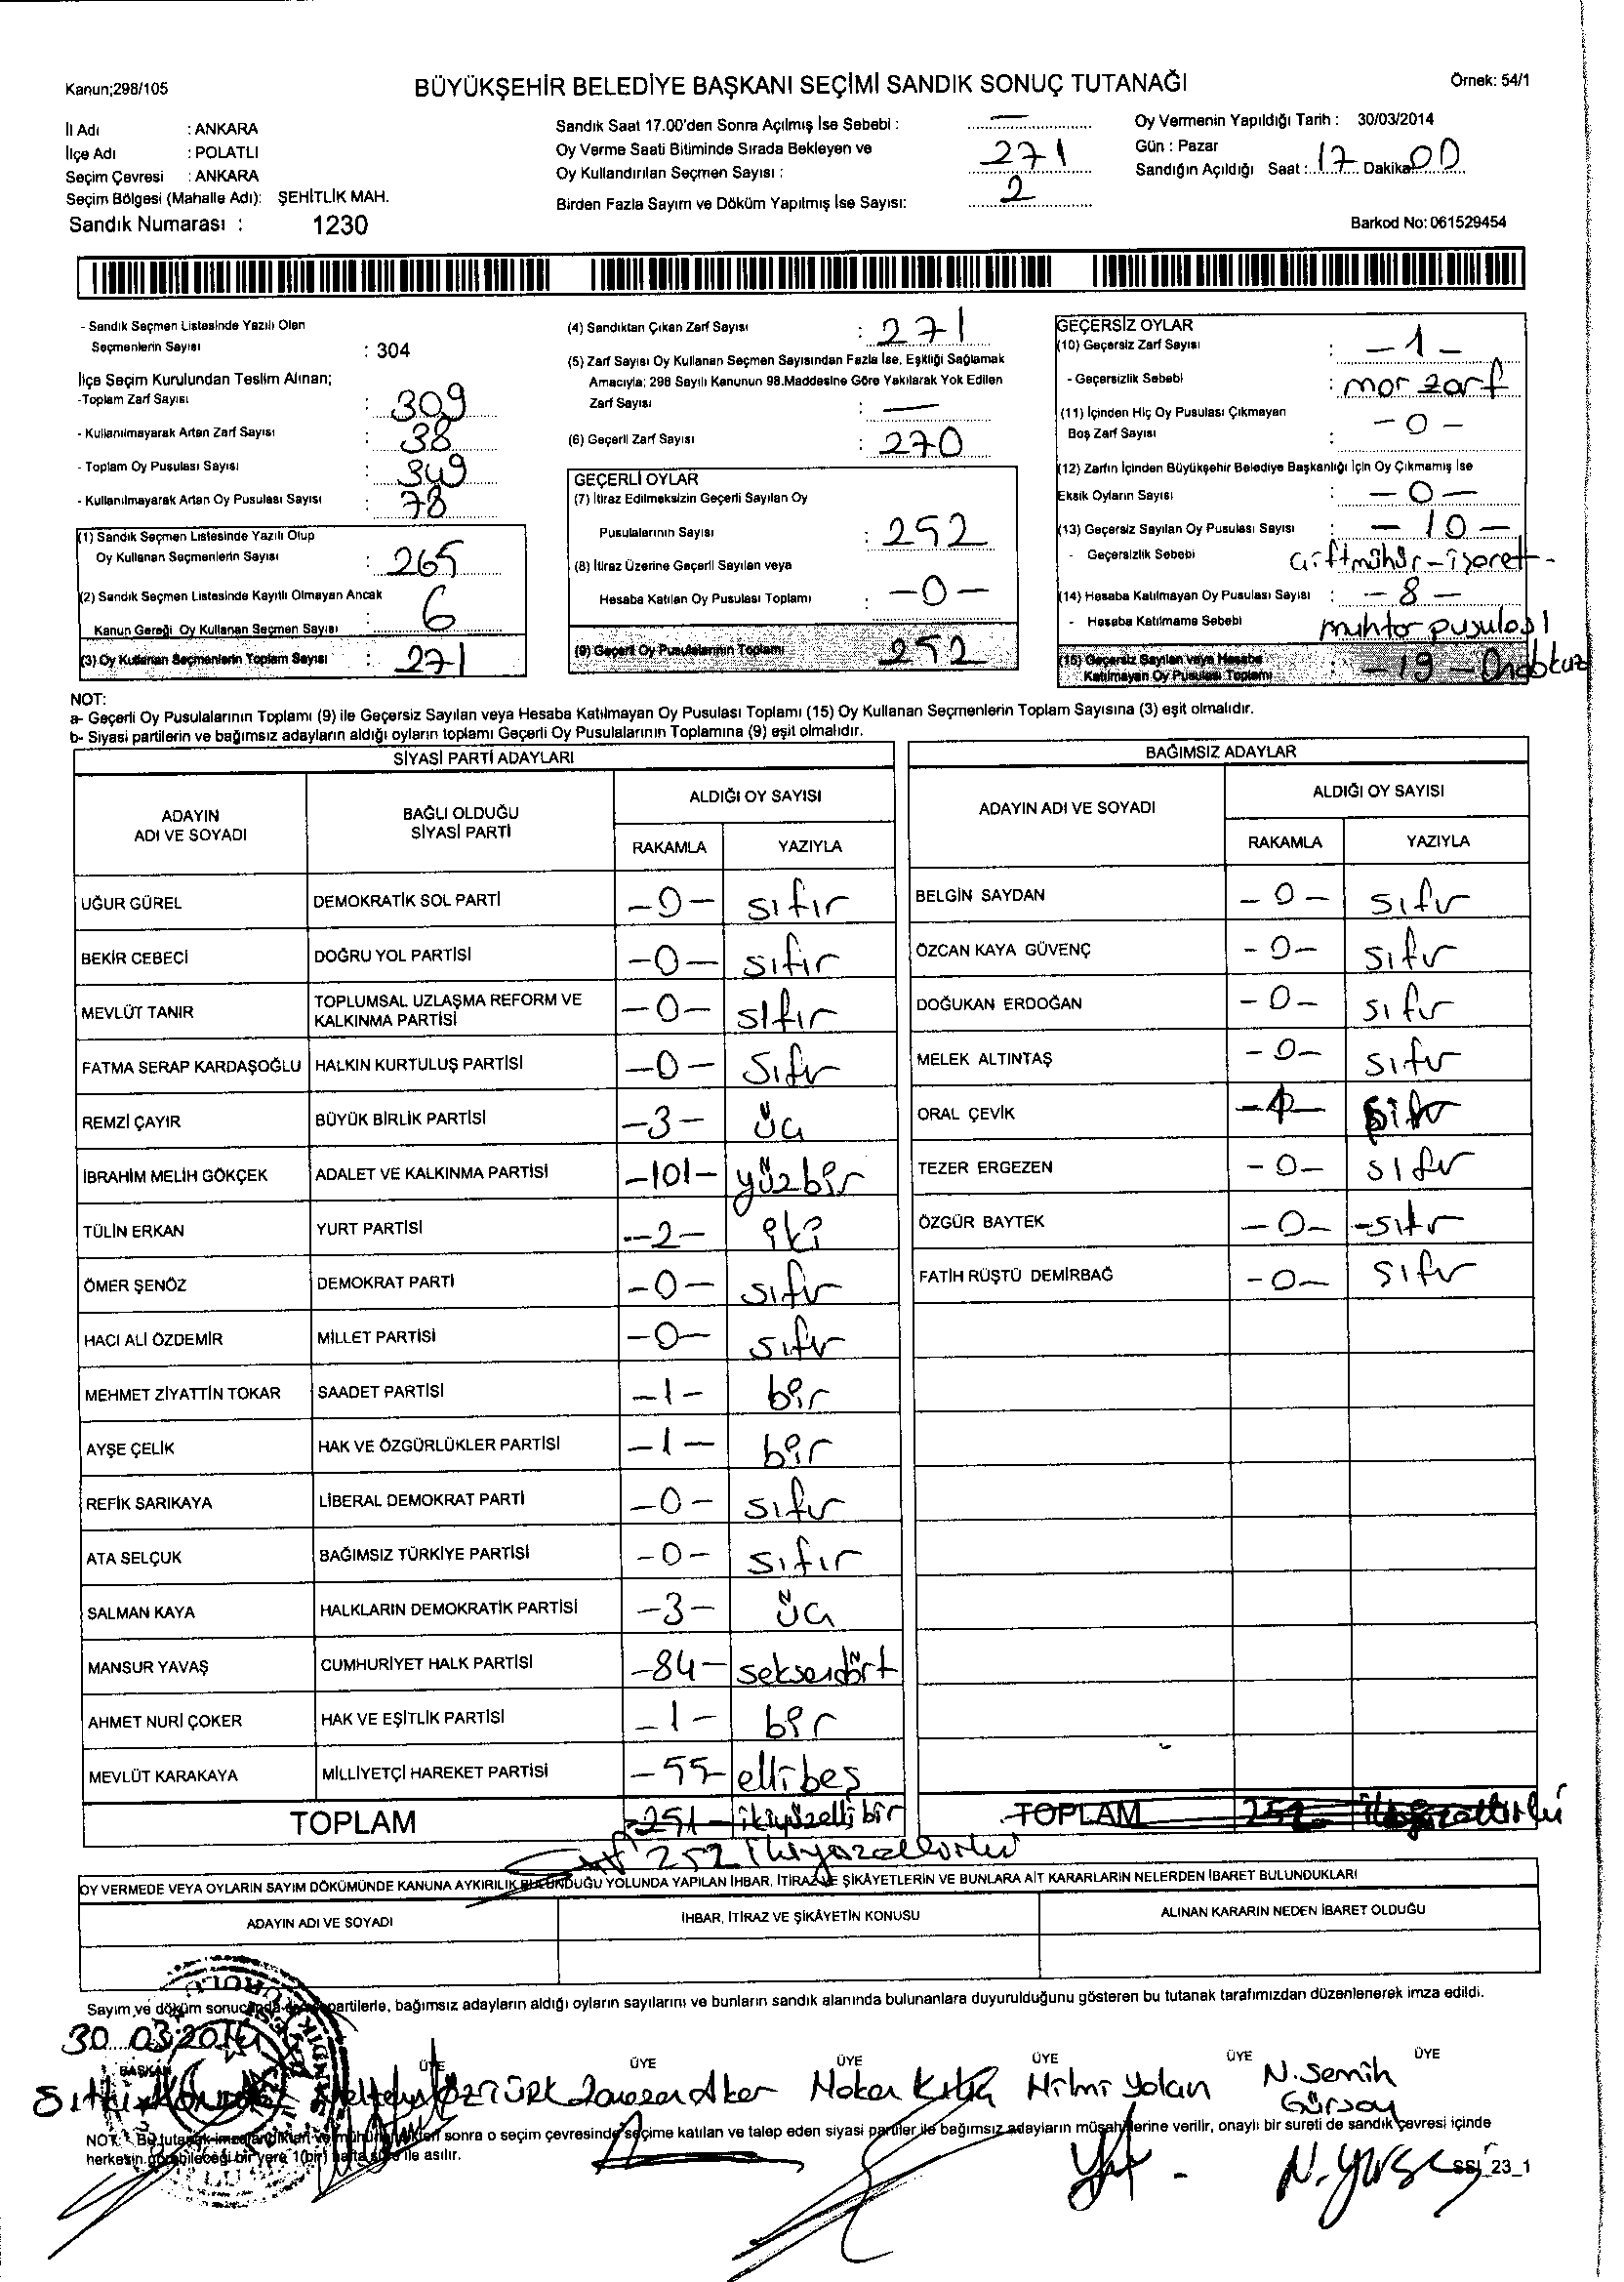 Kanun;298/105
BÜYÜKŞEHİR BELEDİYE BAŞKANI SEÇİMİ SANDIK SONUÇ TUTANAĞI
Örnek: 54/1
İl Adı : ANKARA
İlçe Adı : POLATLI
Seçim Çevresi : ANKARA
Seçim Bölgesi (Mahalle Adı): ŞEHİTLİK MAH.
Sandık Numarası : 1230
Sandık Saat 17.00'den Sonra Açılmış İse Sebebi : —
Oy Verme Saati Bitiminde Sırada Bekleyen ve
Oy Kullandırılan Seçmen Sayısı : 271
Birden Fazla Sayım ve Döküm Yapılmış İse Sayısı: 2
Oy Vermenin Yapıldığı Tarih : 30/03/2014
Gün : Pazar
Sandığın Açıldığı Saat : 17 Dakika 00
Barkod No: 061529454
- Sandık Seçmen Listesinde Yazılı Olan
Seçmenlerin Sayısı : 304
İlçe Seçim Kurulundan Teslim Alınan;
-Toplam Zarf Sayısı : 309
- Kullanılmayarak Artan Zarf Sayısı : 38
- Toplam Oy Pusulası Sayısı : 349
- Kullanılmayarak Artan Oy Pusulası Sayısı : 78
(1) Sandık Seçmen Listesinde Yazılı Olup
Oy Kullanan Seçmenlerin Sayısı : 265
(2) Sandık Seçmen Listesinde Kayıtlı Olmayan Ancak
Kanun Gereği Oy Kullanan Seçmen Sayısı : 6
(3) Oy Kullanan Seçmenlerin Toplam Sayısı : 271
(4) Sandıktan Çıkan Zarf Sayısı : 271
(5) Zarf Sayısı Oy Kullanan Seçmen Sayısından Fazla İse, Eşitliği Sağlamak
Amacıyla; 298 Sayılı Kanunun 98.Maddesine Göre Yakılarak Yok Edilen
Zarf Sayısı : —
(6) Geçerli Zarf Sayısı : 270
GEÇERLİ OYLAR
(7) İtiraz Edilmeksizin Geçerli Sayılan Oy
Pusulalarının Sayısı : 252
(8) İtiraz Üzerine Geçerli Sayılan veya
Hesaba Katılan Oy Pusulası Toplamı : -0-
(9) Geçerli Oy Pusulalarının Toplamı 252
GEÇERSİZ OYLAR
(10) Geçersiz Zarf Sayısı : -1-
- Geçersizlik Sebebi : mor zarf
(11) İçinden Hiç Oy Pusulası Çıkmayan
Boş Zarf Sayısı : -0-
(12) Zarfın İçinden Büyükşehir Belediye Başkanlığı İçin Oy Çıkmamış İse
Eksik Oyların Sayısı : -0-
(13) Geçersiz Sayılan Oy Pusulası Sayısı : -10-
- Geçersizlik Sebebi çiftmühür-işaret-
(14) Hesaba Katılmayan Oy Pusulası Sayısı : -8-
- Hesaba Katılmama Sebebi muhtar pusulası
(15) Geçersiz Sayılan veya Hesaba
Katılmayan Oy Pusulası Toplamı : -19- Ondokuz
NOT:
a- Geçerli Oy Pusulalarının Toplamı (9) ile Geçersiz Sayılan veya Hesaba Katılmayan Oy Pusulası Toplamı (15) Oy Kullanan Seçmenlerin Toplam Sayısına (3) eşit olmalıdır.
b- Siyasi partilerin ve bağımsız adayların aldığı oyların toplamı Geçerli Oy Pusulalarının Toplamına (9) eşit olmalıdır.
SİYASİ PARTİ ADAYLARI
ADAYIN ADI VE SOYADI BAĞLI OLDUĞU SİYASİ PARTİ ALDIĞI OY SAYISI
RAKAMLA YAZIYLA
UĞUR GÜREL DEMOKRATİK SOL PARTİ -0- sıfır
BEKİR CEBECİ DOĞRU YOL PARTİSİ -0- sıfır
MEVLÜT TANIR TOPLUMSAL UZLAŞMA REFORM VE KALKINMA PARTİSİ -0- sıfır
FATMA SERAP KARDAŞOĞLU HALKIN KURTULUŞ PARTİSİ -0- sıfır
REMZİ ÇAYIR BÜYÜK BİRLİK PARTİSİ -3- üç
İBRAHİM MELİH GÖKÇEK ADALET VE KALKINMA PARTİSİ -101- yüzbir
TÜLİN ERKAN YURT PARTİSİ -2- iki
ÖMER ŞENÖZ DEMOKRAT PARTİ -0- sıfır
HACI ALİ ÖZDEMİR MİLLET PARTİSİ -0- sıfır
MEHMET ZİYATTİN TOKAR SAADET PARTİSİ -1- bir
AYŞE ÇELİK HAK VE ÖZGÜRLÜKLER PARTİSİ -1- bir
REFİK SARIKAYA LİBERAL DEMOKRAT PARTİ -0- sıfır
ATA SELÇUK BAĞIMSIZ TÜRKİYE PARTİSİ -0- sıfır
SALMAN KAYA HALKLARIN DEMOKRATİK PARTİSİ -3- üç
MANSUR YAVAŞ CUMHURİYET HALK PARTİSİ -84- seksendört
AHMET NURİ ÇOKER HAK VE EŞİTLİK PARTİSİ -1- bir
MEVLÜT KARAKAYA MİLLİYETÇİ HAREKET PARTİSİ -55- ellibeş
TOPLAM -251- ikiyüzellibir
252
BAĞIMSIZ ADAYLAR
ADAYIN ADI VE SOYADI ALDIĞI OY SAYISI
RAKAMLA YAZIYLA
BELGİN SAYDAN -0- sıfır
ÖZCAN KAYA GÜVENÇ -0- sıfır
DOĞUKAN ERDOĞAN -0- sıfır
MELEK ALTINTAŞ -0- sıfır
ORAL ÇEVİK sıfır
TEZER ERGEZEN -0- sıfır
ÖZGÜR BAYTEK -0- -sıfır
FATİH RÜŞTÜ DEMİRBAĞ -0- sıfır
TOPLAM 252
OY VERMEDE VEYA OYLARIN SAYIM DÖKÜMÜNDE KANUNA AYKIRILIK BULUNDUĞU YOLUNDA YAPILAN İHBAR, İTİRAZ VE ŞİKÂYETLERİN VE BUNLARA AİT KARARLARIN NELERDEN İBARET BULUNDUKLARI
ADAYIN ADI VE SOYADI İHBAR, İTİRAZ VE ŞİKÂYETİN KONUSU ALINAN KARARIN NEDEN İBARET OLDUĞU
Sayım ve döküm sonucunda partilerle, bağımsız adayların aldığı oyların sayılarını ve bunların sandık alanında bulunanlara duyurulduğunu gösteren bu tutanak tarafımızdan düzenlenerek imza edildi.
30.03.2014
BAŞKAN ÜYE ÜYE ÜYE ÜYE ÜYE ÜYE
ÖZTÜRK Hilmi Yolan N. Semih
Gürsoy
NOT: Bu tutanak sonra o seçim çevresinde seçime katılan ve talep eden siyasi partiler ile bağımsız adayların müşahitlerine verilir, onaylı bir sureti de sandık çevresi içinde
herkesin görebileceği bir yere 1(bir) hafta süre ile asılır.
SSİ_23_1